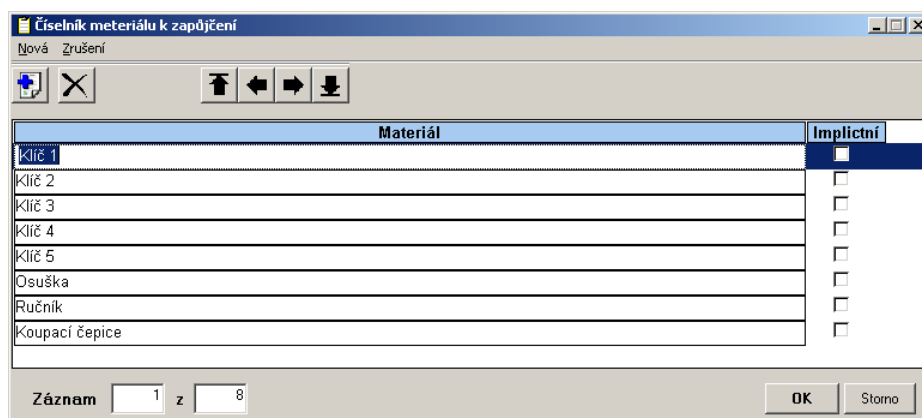 Číselník meteriálu k zapůjčení
Nová Zrušení
Materiál Implictní
Klíč 1
Klíč 2
Klíč 3
Klíč 4
Klíč 5
Osuška
Ručník
Koupací čepice
Záznam 1 z 8 OK Storno